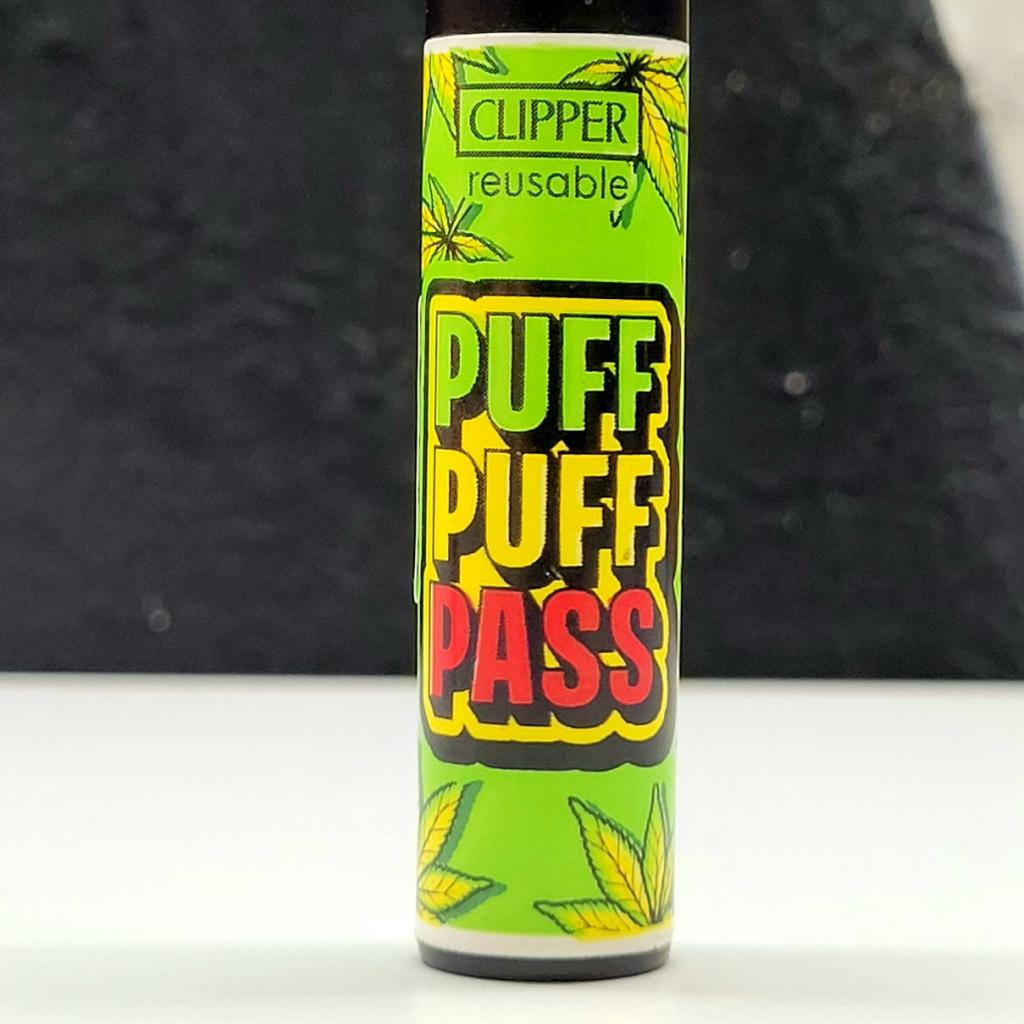 CLIPPER
reusable
PUFF
PUFF
PASS